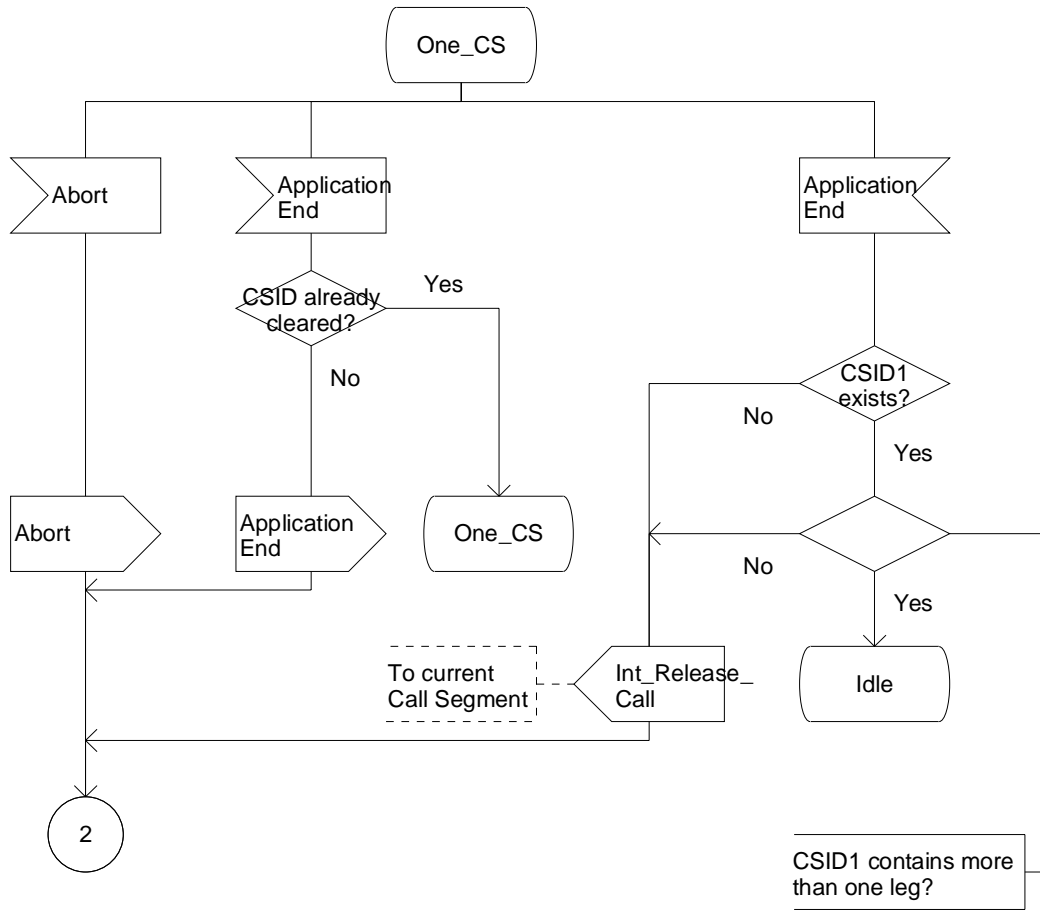 One_CS
Abort
Application
End
Application
End
CSID already
cleared?
Yes
No
CSID1
exists?
No
Yes
Abort
Application
End
One_CS
No
Yes
To current
Call Segment
Int_Release_
Call
Idle
2
CSID1 contains more
than one leg?